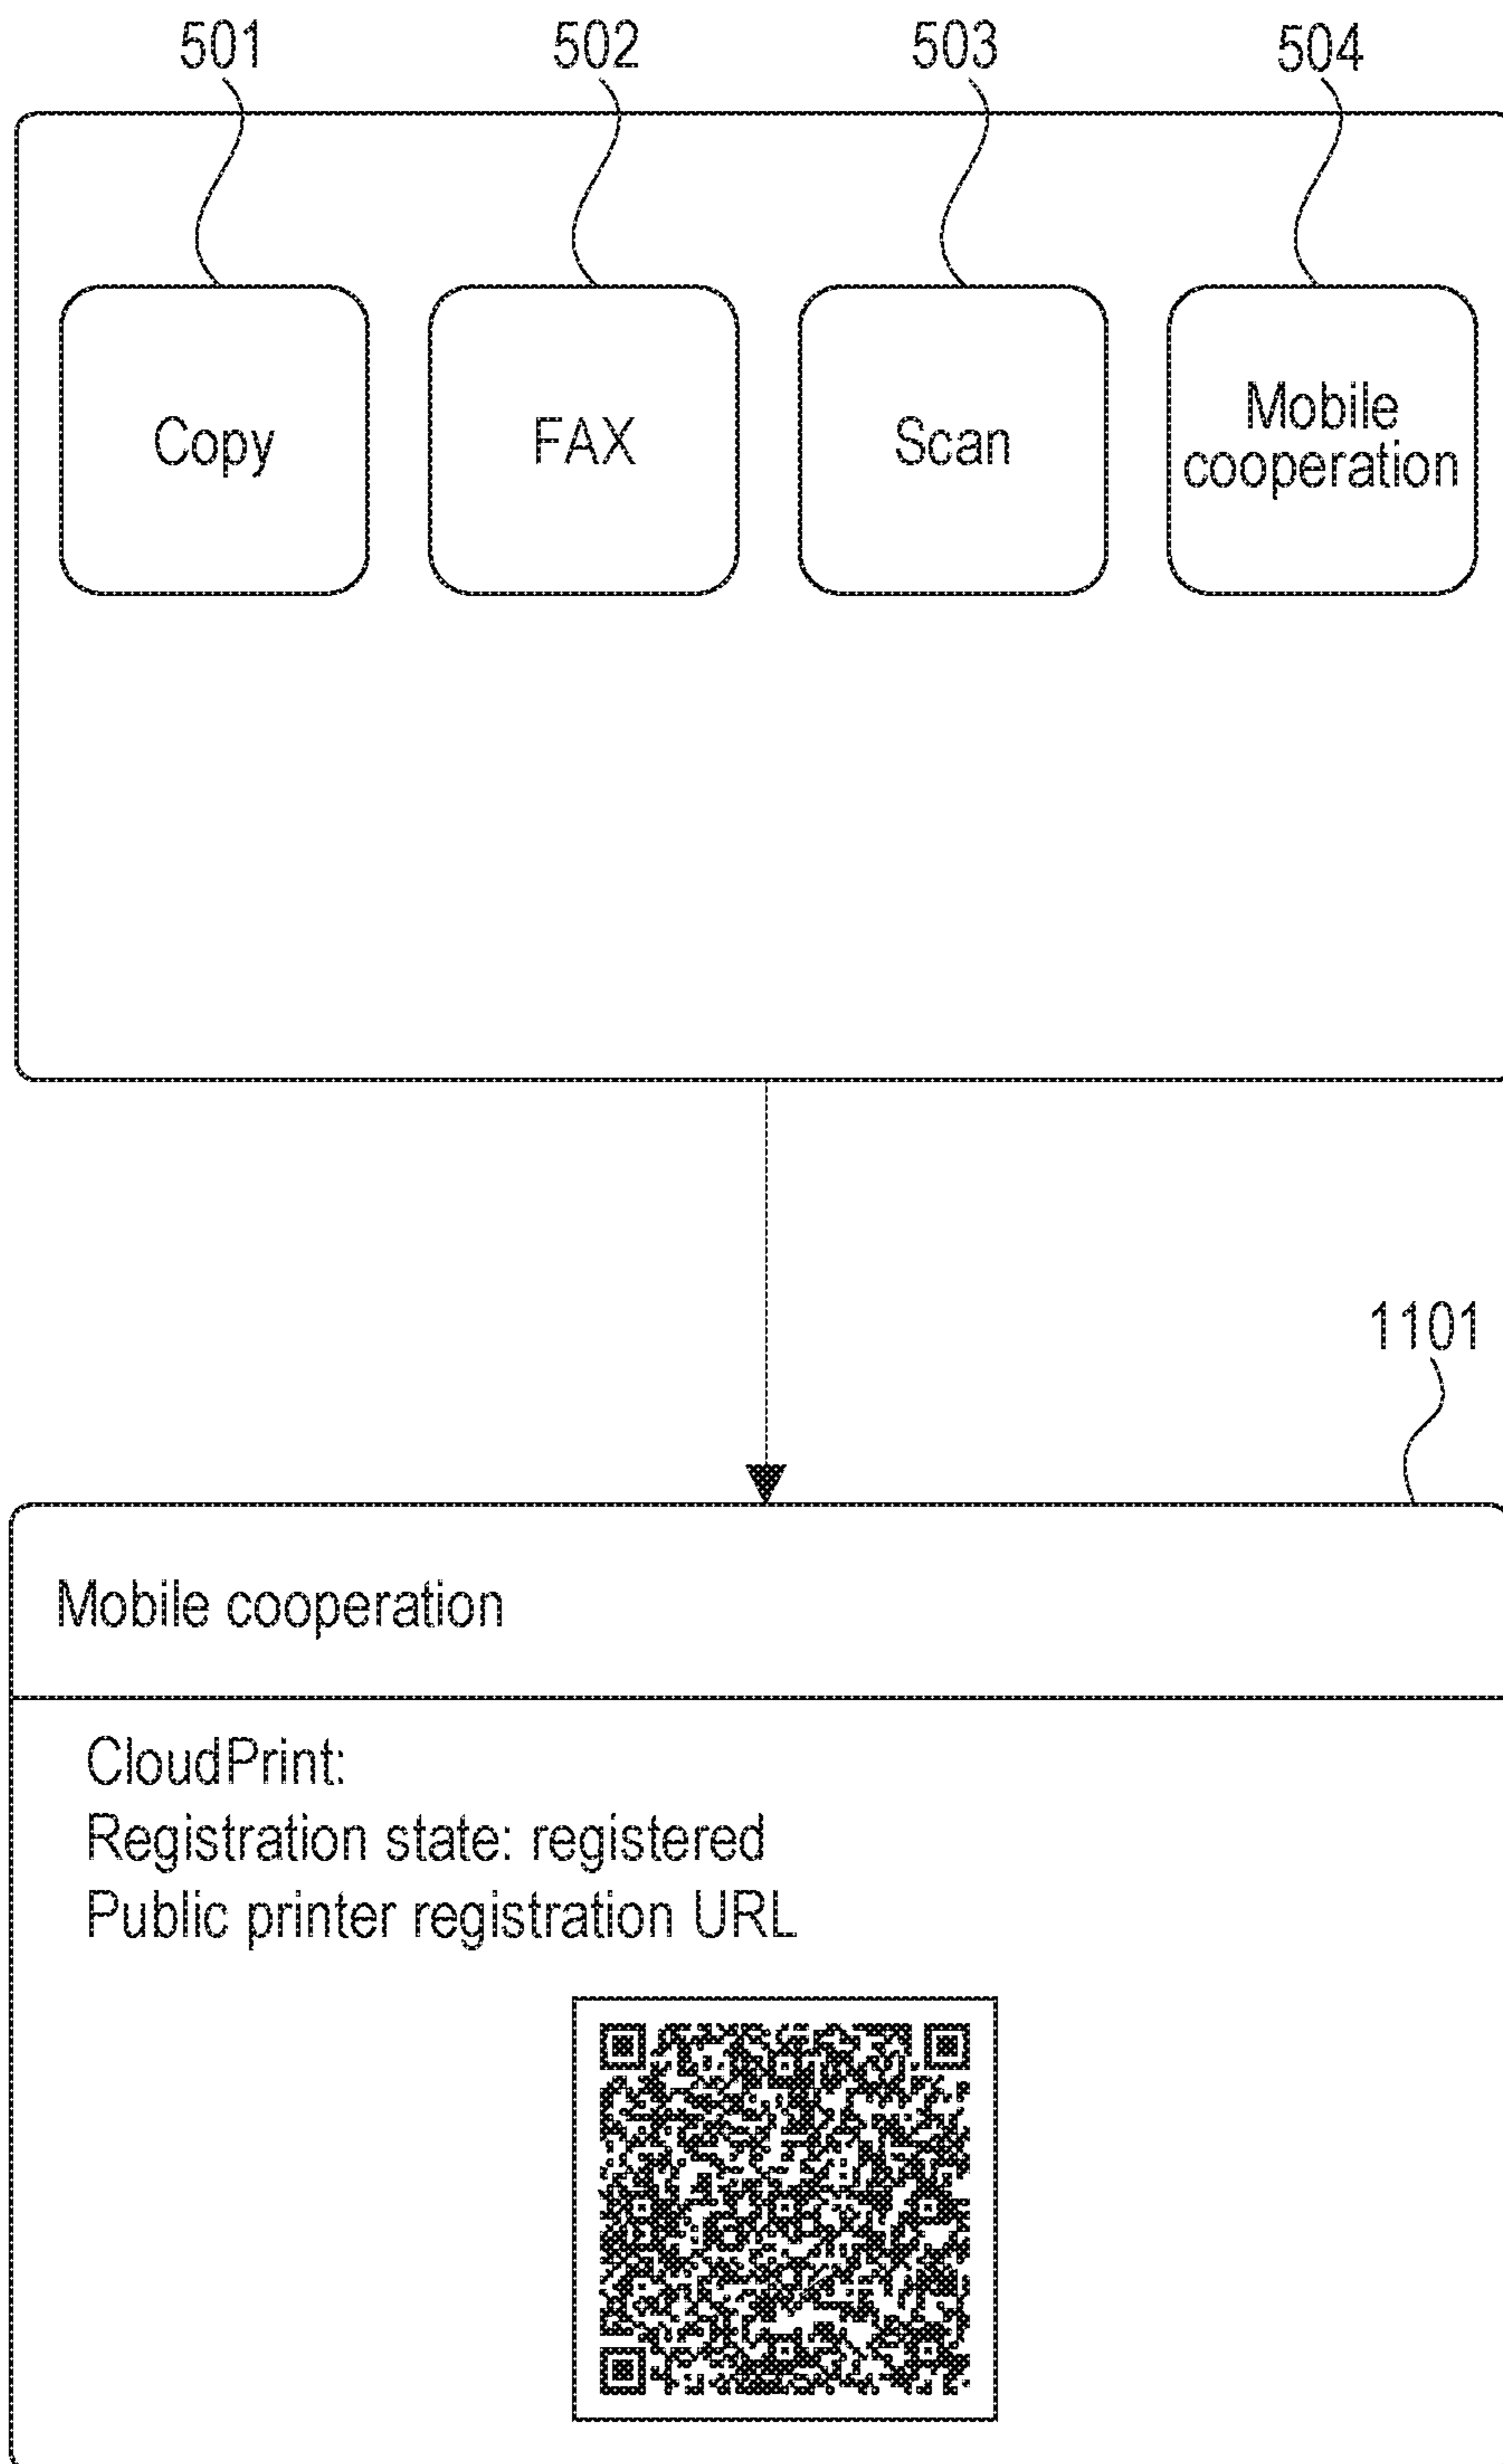 501 502 503 504
Copy FAX Scan Mobile
cooperation
1101
Mobile cooperation
CloudPrint:
Registration state: registered
Public printer registration URL